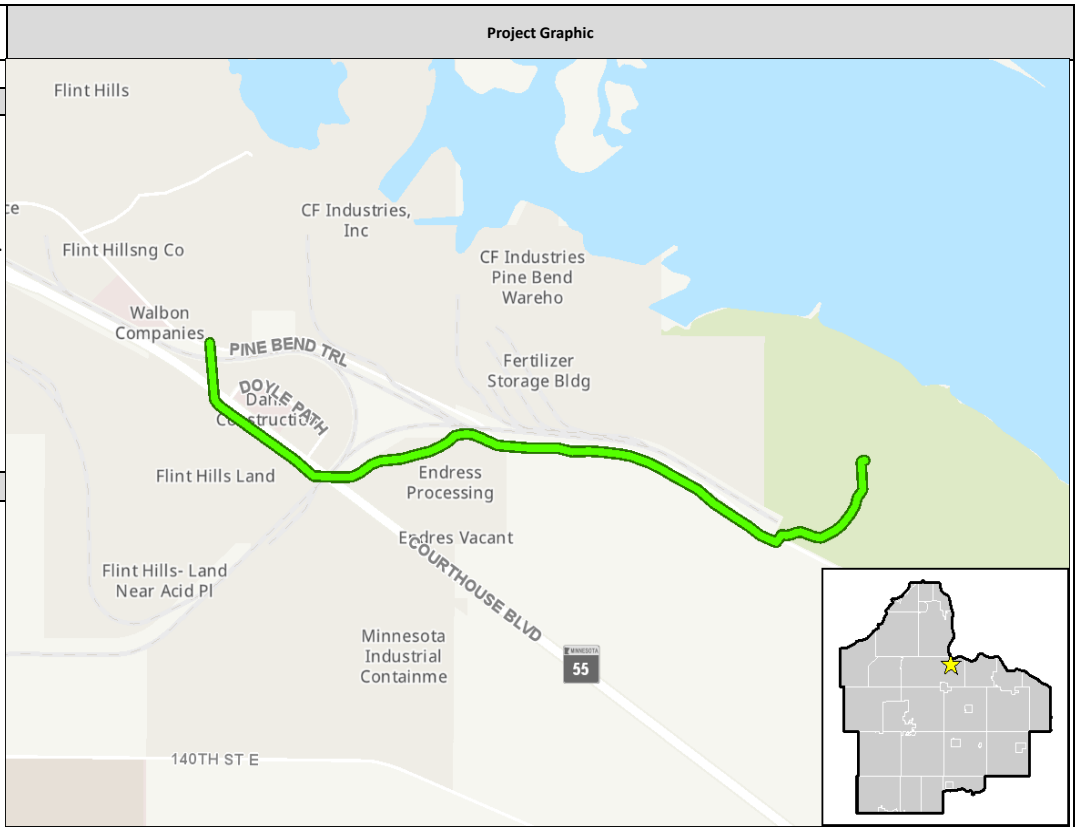 Project Graphic
Flint Hills
ce
CF Industries,
Inc
Flint Hillsng Co
CF Industries
Pine Bend
Wareho
Walbon
Companies
PINE BEND TRL
Fertilizer
Storage Bldg
DOYLE PATH
Dan
Constructio
Flint Hills Land
Endress
Processing
Endres Vacant
COURTHOUSE BLVD
Flint Hills- Land
Near Acid Pl
Minnesota
Industrial
Containme
MINNESOTA
55
140TH ST E